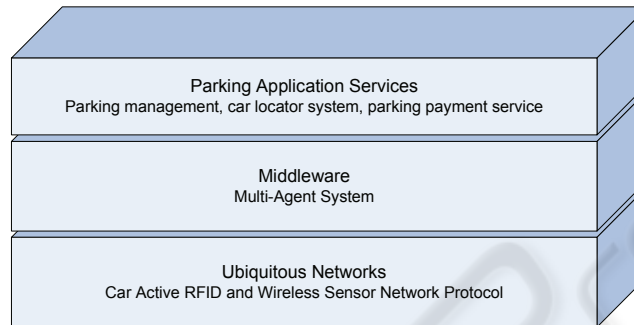 Parking Application Services
Parking management, car locator system, parking payment service
Middleware
Multi-Agent System
Ubiquitous Networks
Car Active RFID and Wireless Sensor Network Protocol